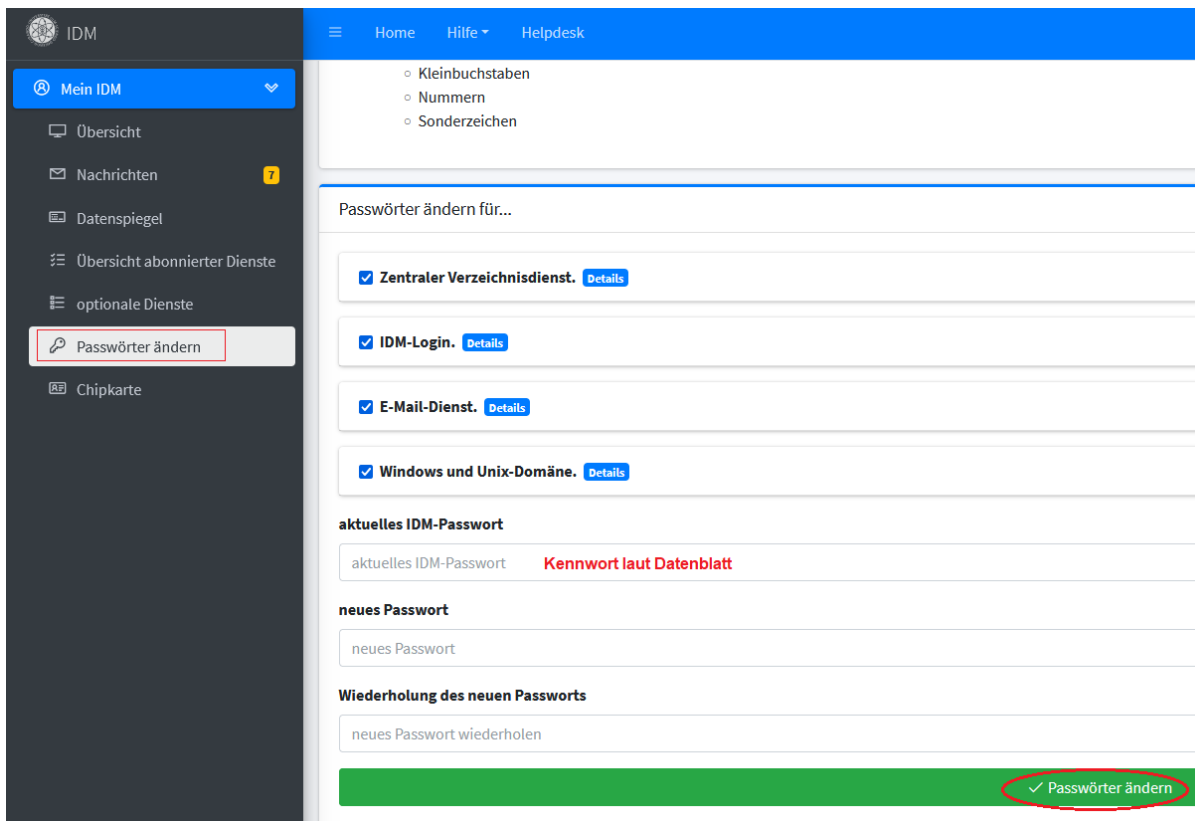 IDM
Home Hilfe Helpdesk
Mein IDM
Übersicht
Nachrichten 7
Datenspiegel
Übersicht abonnierter Dienste
optionale Dienste
Passwörter ändern
Chipkarte
Kleinbuchstaben
Nummern
Sonderzeichen
Passwörter ändern für...
Zentraler Verzeichnisdienst. Details
IDM-Login. Details
E-Mail-Dienst. Details
Windows und Unix-Domäne. Details
aktuelles IDM-Passwort
aktuelles IDM-Passwort Kennwort laut Datenblatt
neues Passwort
neues Passwort
Wiederholung des neuen Passworts
neues Passwort wiederholen
Passwörter ändern